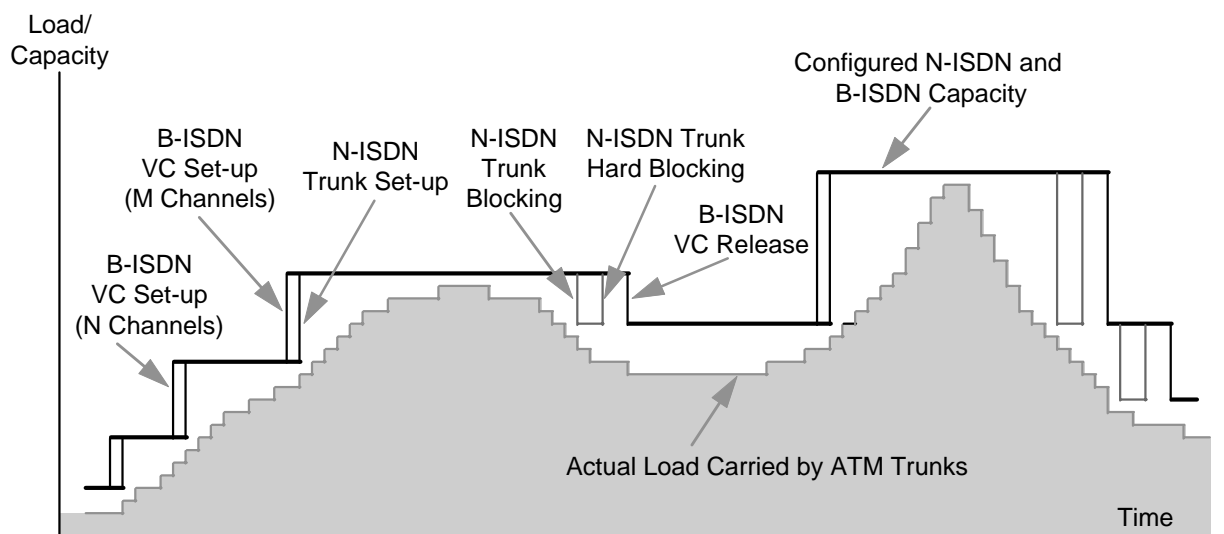 Load/
Capacity
Configured N-ISDN and
B-ISDN Capacity
B-ISDN
VC Set-up
(M Channels)
N-ISDN
Trunk Set-up
N-ISDN
Trunk
Blocking
N-ISDN Trunk
Hard Blocking
B-ISDN
VC Release
B-ISDN
VC Set-up
(N Channels)
Actual Load Carried by ATM Trunks
Time